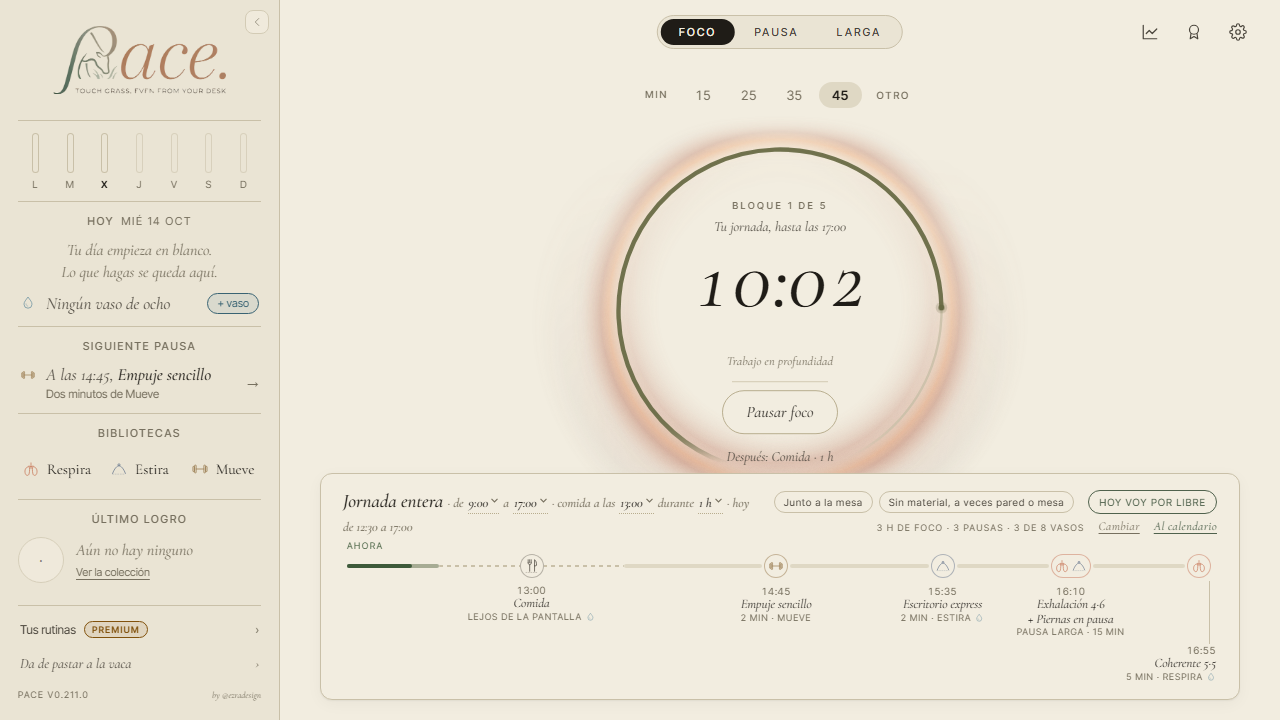 Pace.
TOUCH GRASS. EVEN FROM YOUR DESK
L M X J V S D
HOY MIÉ 14 OCT
Tu día empieza en blanco.
Lo que hagas se queda aquí.
Ningún vaso de ocho
+ vaso
SIGUIENTE PAUSA
A las 14:45, Empuje sencillo →
Dos minutos de Mueve
BIBLIOTECAS
Respira Estira Mueve
ÚLTIMO LOGRO
Aún no hay ninguno
Ver la colección
Tus rutinas PREMIUM ›
Da de pastar a la vaca ›
PACE V0.211.0 by @ezradesign
FOCO PAUSA LARGA
MIN 15 25 35 45 OTRO
BLOQUE 1 DE 5
Tu jornada, hasta las 17:00
10:02
Trabajo en profundidad
Pausar foco
Después: Comida · 1 h
Jornada entera · de 9:00 a 17:00 · comida a las 13:00 durante 1 h · hoy
de 12:30 a 17:00
Junto a la mesa Sin material, a veces pared o mesa HOY VOY POR LIBRE
3 H DE FOCO · 3 PAUSAS · 3 DE 8 VASOS Cambiar Al calendario
AHORA
13:00
Comida
LEJOS DE LA PANTALLA
14:45
Empuje sencillo
2 MIN · MUEVE
15:35
Escritorio express
2 MIN · ESTIRA
16:10
Exhalación 4·6
+ Piernas en pausa
PAUSA LARGA · 15 MIN
16:55
Coherente 5·5
5 MIN · RESPIRA